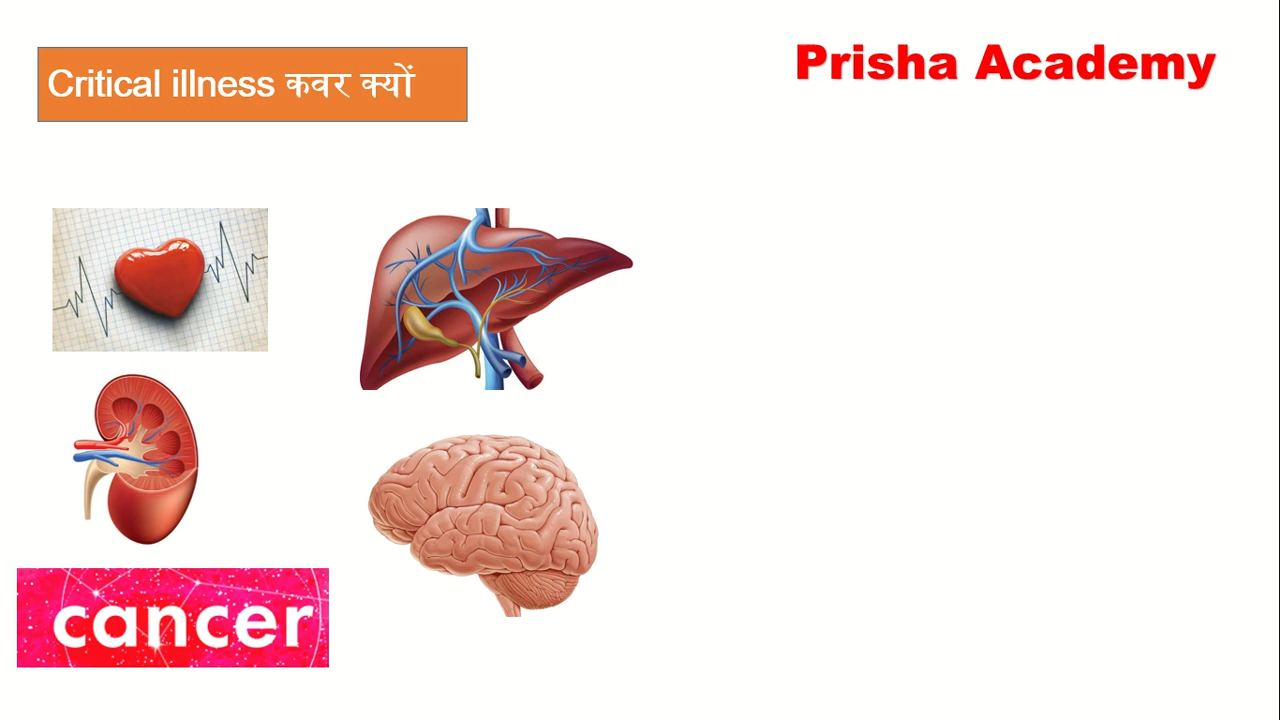 Critical illness कवर क्यों
Prisha Academy
cancer